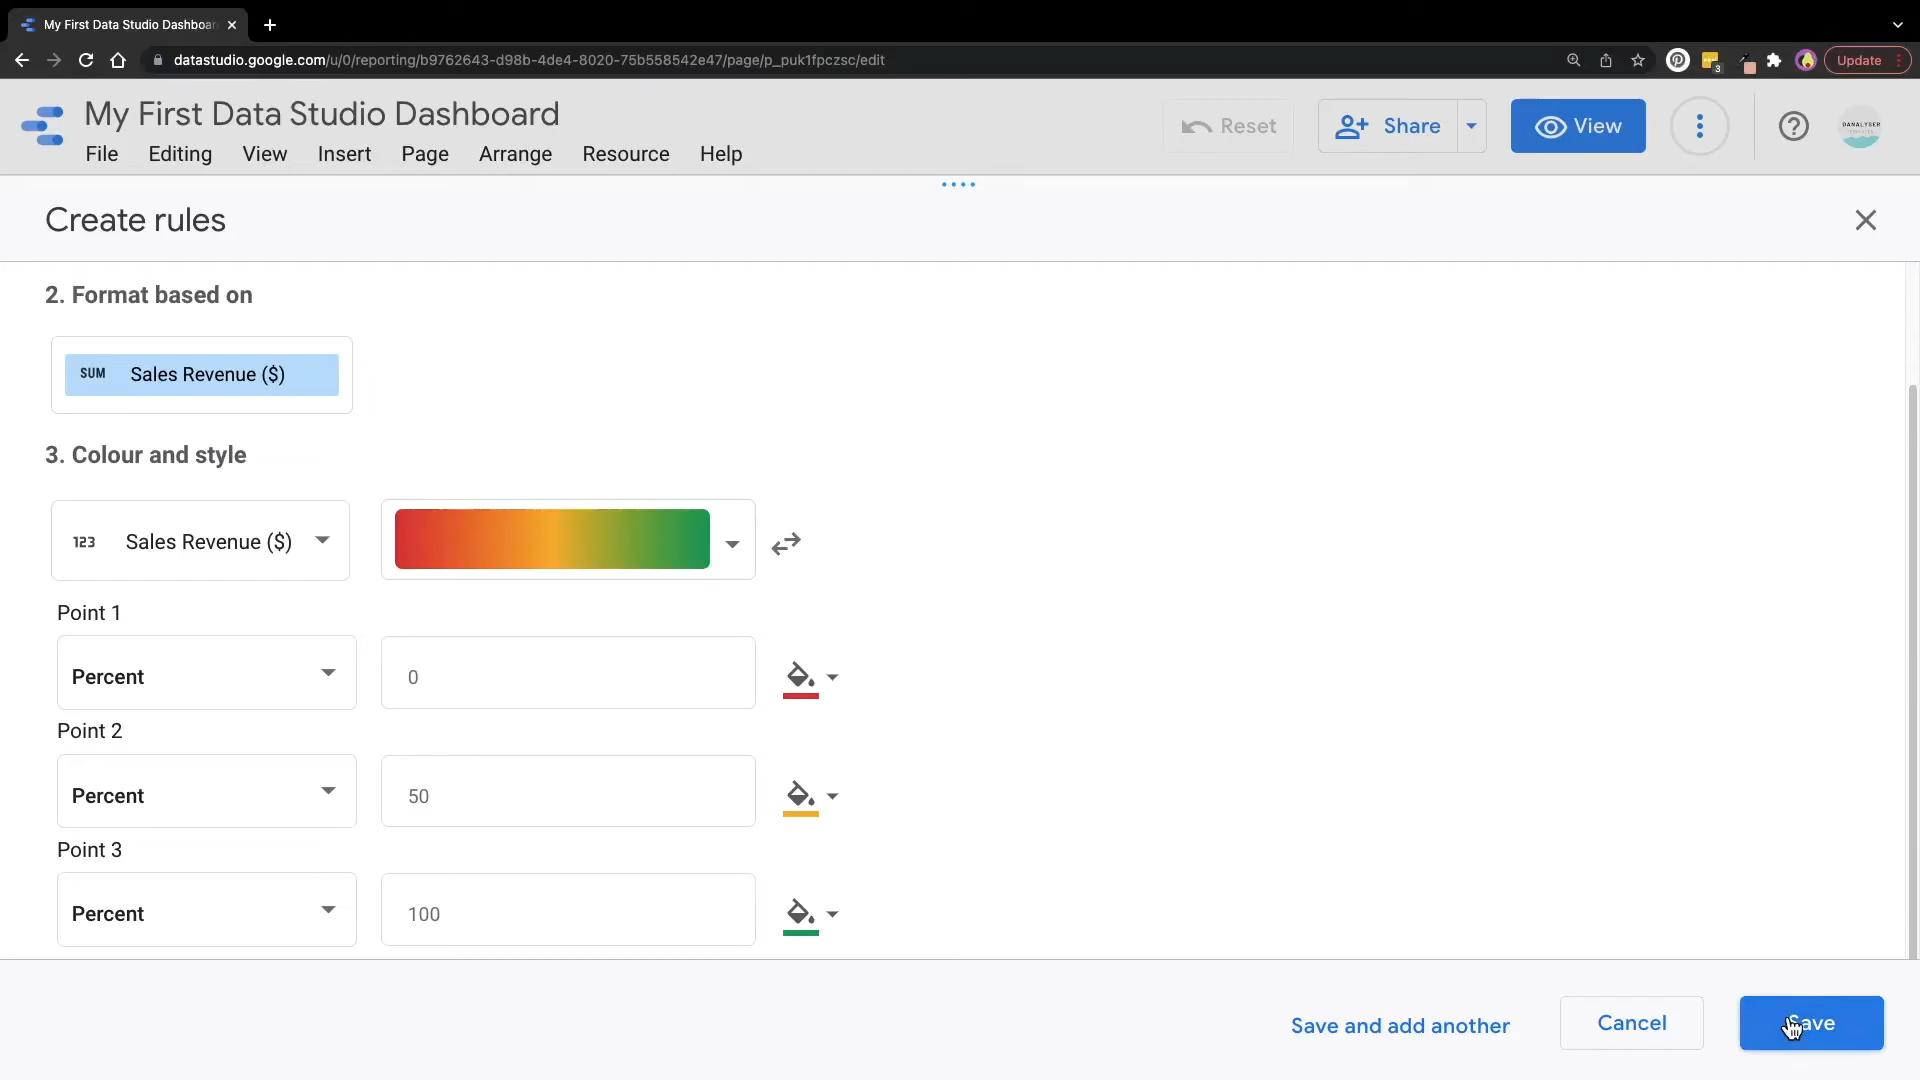 My First Data Studio Dashboar
datastudio.google.com/u/0/reporting/b9762643-d98b-4de4-8020-75b558542e47/page/p_puk1fpczsc/edit
3
Update
My First Data Studio Dashboard
File Editing View Insert Page Arrange Resource Help
Reset
Share
View
DANALYSER
TEMPLATES
Create rules
2. Format based on
SUM Sales Revenue ($)
3. Colour and style
123 Sales Revenue ($)
Point 1
Percent
0
Point 2
Percent
50
Point 3
Percent
100
Save and add another
Cancel
Save